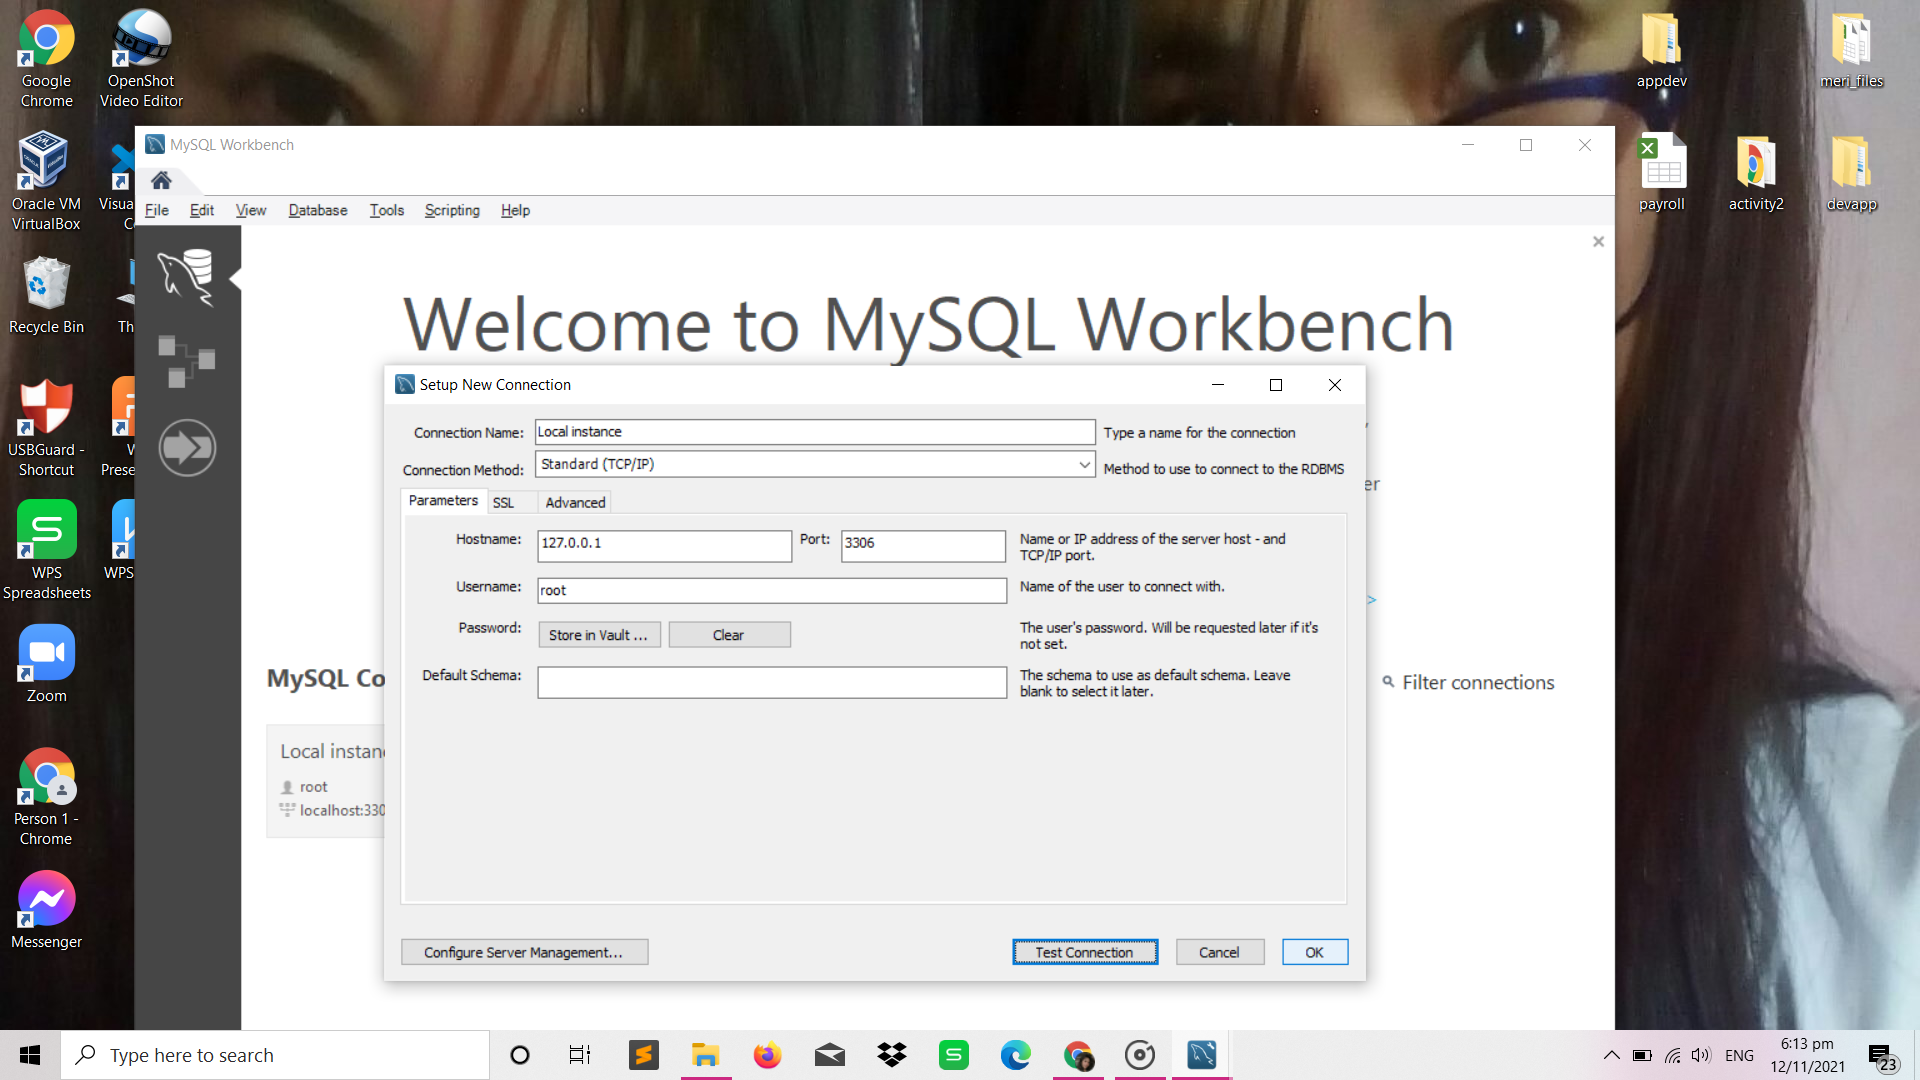 Google
Chrome
OpenShot
Video Editor
appdev
meri_files
MySQL Workbench
Oracle VM
VirtualBox
File Edit View Database Tools Scripting Help
payroll
activity2
devapp
Recycle Bin
Welcome to MySQL Workbench
Setup New Connection
Connection Name: Local instance Type a name for the connection
Connection Method: Standard (TCP/IP) Method to use to connect to the RDBMS
Parameters SSL Advanced
Hostname: 127.0.0.1 Port: 3306 Name or IP address of the server host - and
TCP/IP port.
Username: root Name of the user to connect with.
Password: Store in Vault ... Clear The user's password. Will be requested later if it's
not set.
Default Schema: The schema to use as default schema. Leave
blank to select it later.
Configure Server Management... Test Connection Cancel OK
USBGuard -
Shortcut
WPS
Spreadsheets
WPS
Zoom
MySQL Co
Filter connections
Local instan
root
localhost:330
Person 1 -
Chrome
Messenger
Type here to search
ENG
6:13 pm
12/11/2021
23